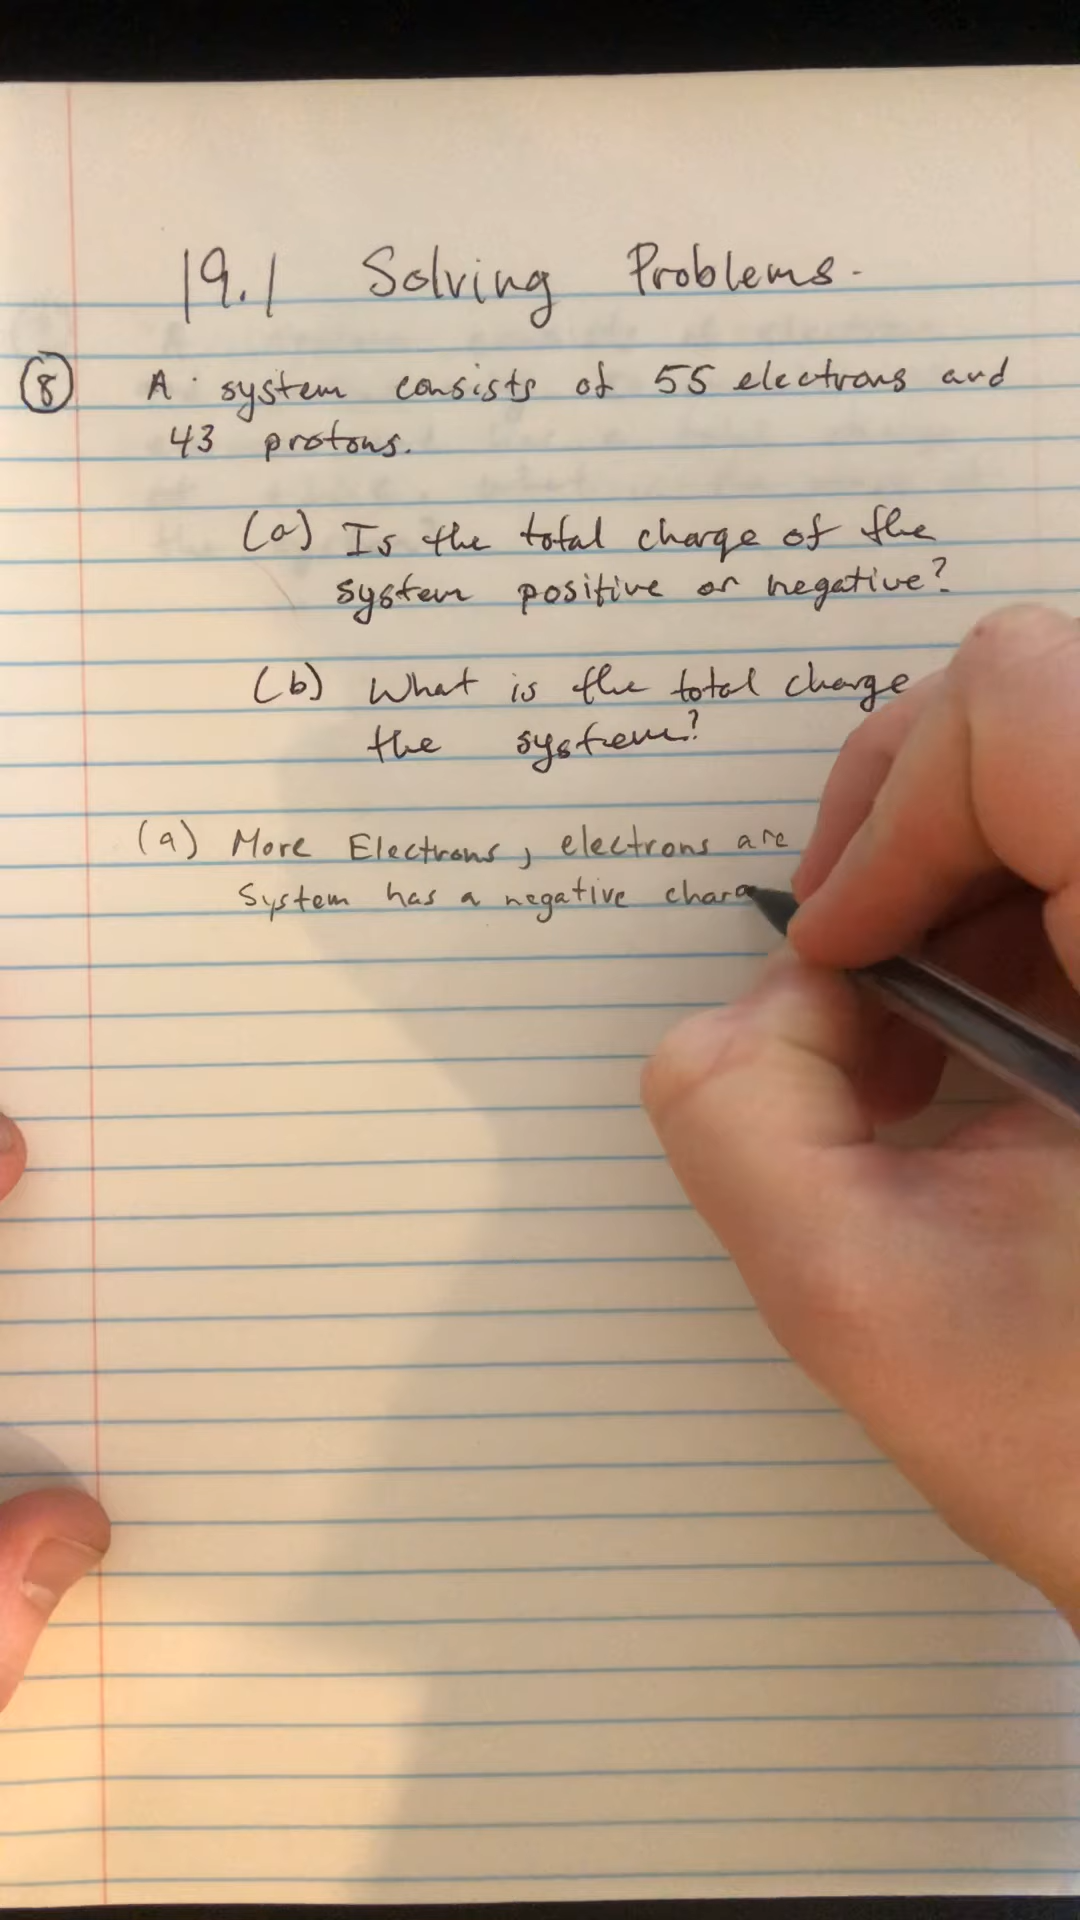 19.1 Solving Problems.
8 A system consists of 55 electrons and
43 protons.
(a) Is the total charge of the
system positive or negative?
(b) What is the total charge
the system?
(a) More Electrons, electrons are
System has a negative charg